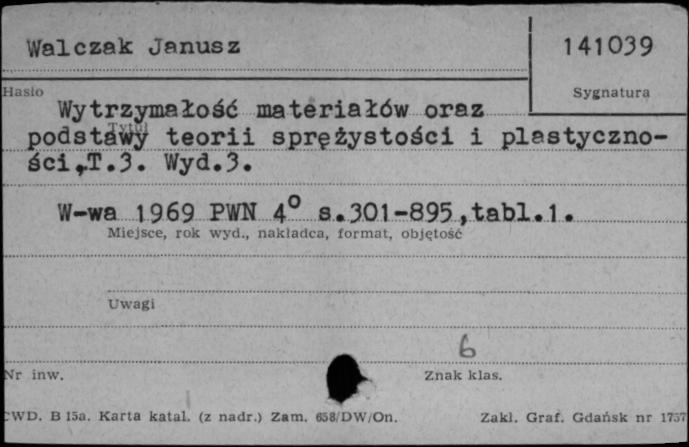 Walczak Janusz
141039
Hasło
Sygnatura
Wytrzymałość materiałów oraz
Tytuł
podstawy teorii sprężystości i plastyczno-
ści,T.3. Wyd.3.
W-wa 1969 PWN 4° s.301-895,tabl.1.
Miejsce, rok wyd., nakładca, format, objętość
Uwagi
6
Nr inw.
Znak klas.
CWD. B 15a. Karta katal. (z nadr.) Zam. 658/DW/On.
Zakł. Graf. Gdańsk nr 1757